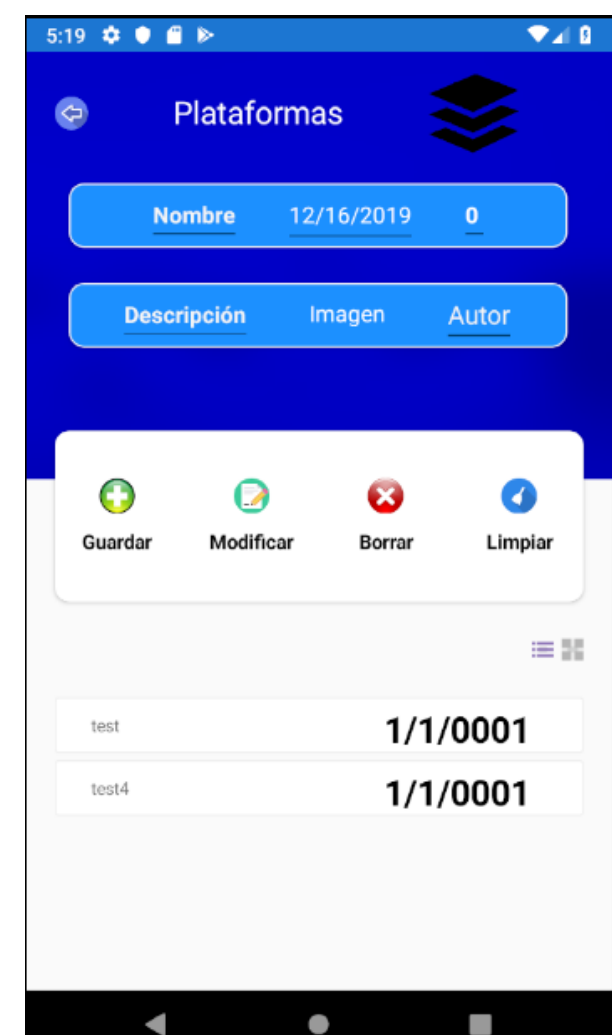 5:19
Plataformas
Nombre 12/16/2019 0
Descripción Imagen Autor
Guardar Modificar Borrar Limpiar
test 1/1/0001
test4 1/1/0001